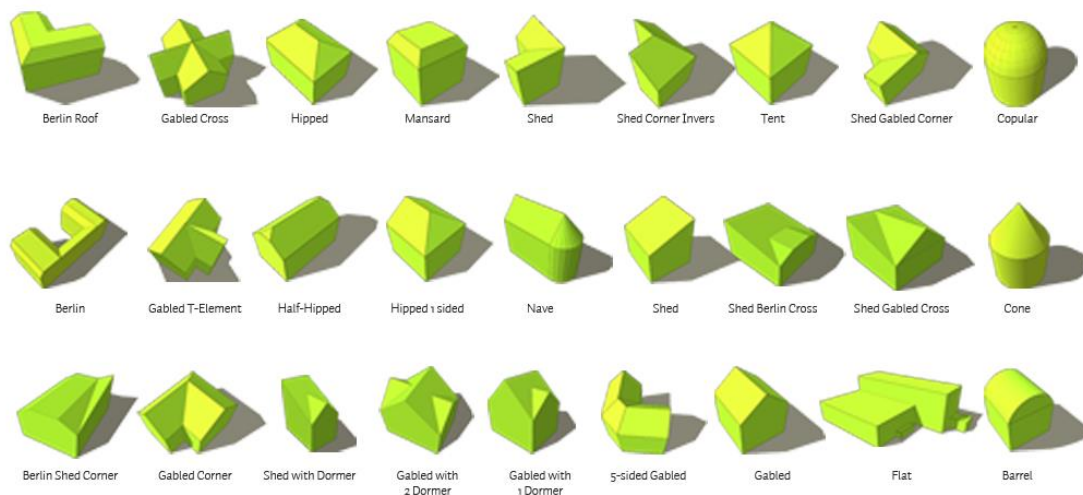 Berlin Roof
Gabled Cross
Hipped
Mansard
Shed
Shed Corner Invers
Tent
Shed Gabled Corner
Copular
Berlin
Gabled T-Element
Half-Hipped
Hipped 1 sided
Nave
Shed
Shed Berlin Cross
Shed Gabled Cross
Cone
Berlin Shed Corner
Gabled Corner
Shed with Dormer
Gabled with
2 Dormer
Gabled with
1 Dormer
5-sided Gabled
Gabled
Flat
Barrel